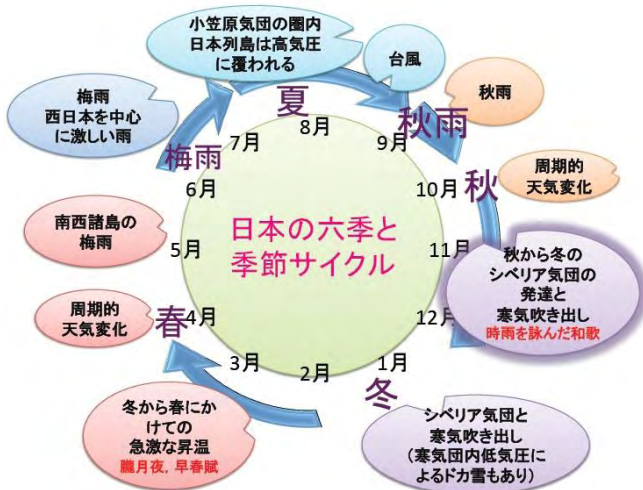 小笠原気団の圏内
日本列島は高気圧
に覆われる
台風
秋雨
梅雨
西日本を中心
に激しい雨
夏
秋雨
梅雨
秋
春
冬
7月
8月
9月
6月
10月
5月
11月
4月
12月
3月
2月
1月
日本の六季と
季節サイクル
周期的
天気変化
南西諸島の
梅雨
秋から冬の
シベリア気団の
発達と
寒気吹き出し
時雨を詠んだ和歌
周期的
天気変化
冬から春にか
けての
急激な昇温
朧月夜，早春賦
シベリア気団と
寒気吹き出し
（寒気団内低気圧に
よるドカ雪もあり）